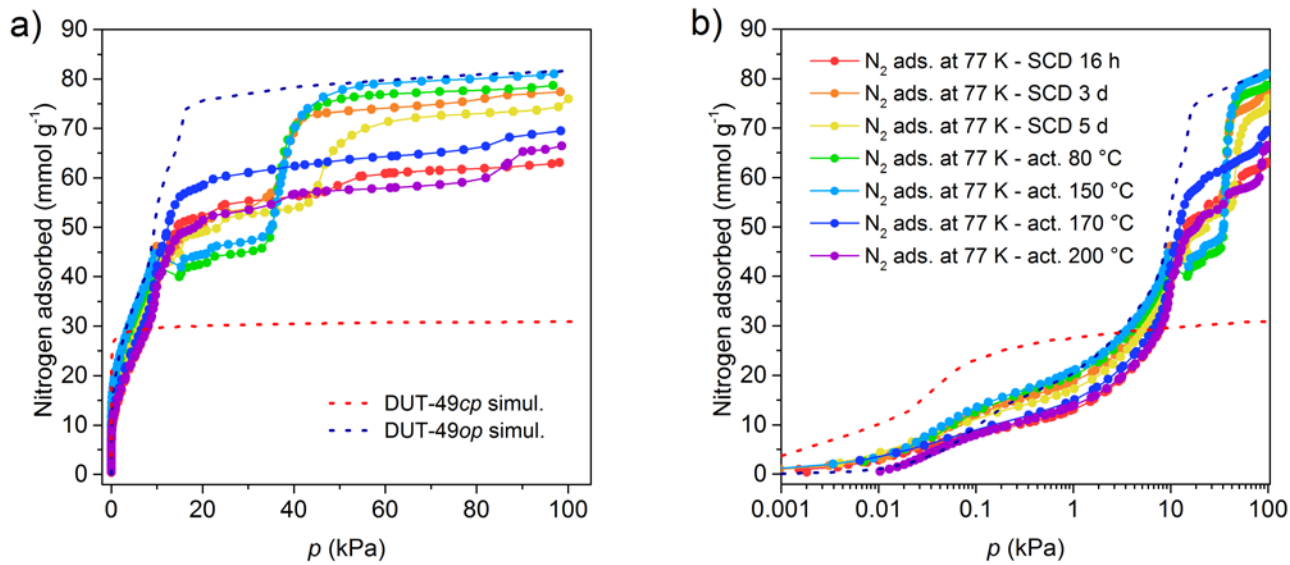 a)
Nitrogen adsorbed (mmol g⁻¹)
90
80
70
60
50
40
30
20
10
0
DUT-49cp simul.
DUT-49op simul.
0 20 40 60 80 100
p (kPa)
b)
Nitrogen adsorbed (mmol g⁻¹)
90
80
70
60
50
40
30
20
10
0
N₂ ads. at 77 K - SCD 16 h
N₂ ads. at 77 K - SCD 3 d
N₂ ads. at 77 K - SCD 5 d
N₂ ads. at 77 K - act. 80 °C
N₂ ads. at 77 K - act. 150 °C
N₂ ads. at 77 K - act. 170 °C
N₂ ads. at 77 K - act. 200 °C
0.001 0.01 0.1 1 10 100
p (kPa)